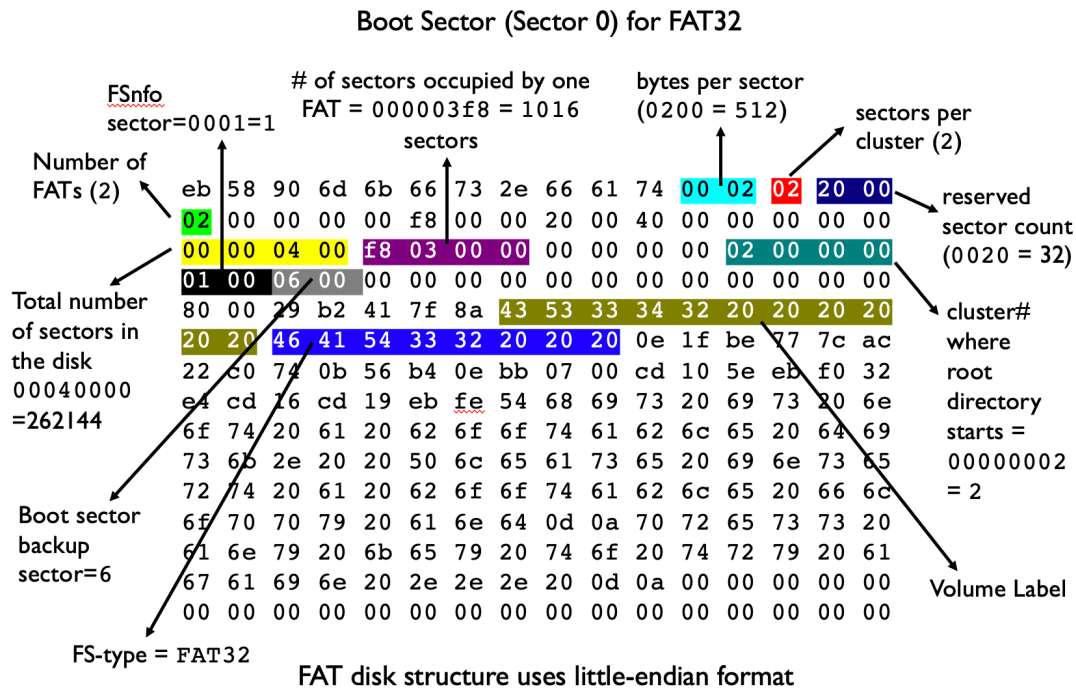 Boot Sector (Sector 0) for FAT32
FSnfo
sector=0001=1
# of sectors occupied by one
FAT = 000003f8 = 1016
sectors
bytes per sector
(0200 = 512)
sectors per
cluster (2)
Number of
FATs (2)
eb 58 90 6d 6b 66 73 2e 66 61 74 00 02 02 20 00
02 00 00 00 00 f8 00 00 20 00 40 00 00 00 00 00
00 00 04 00 f8 03 00 00 00 00 00 00 02 00 00 00
01 00 06 00 00 00 00 00 00 00 00 00 00 00 00 00
80 00 29 b2 41 7f 8a 43 53 33 34 32 20 20 20 20
20 20 46 41 54 33 32 20 20 20 0e 1f be 77 7c ac
22 c0 74 0b 56 b4 0e bb 07 00 cd 10 5e eb f0 32
e4 cd 16 cd 19 eb fe 54 68 69 73 20 69 73 20 6e
6f 74 20 61 20 62 6f 6f 74 61 62 6c 65 20 64 69
73 6b 2e 20 20 50 6c 65 61 73 65 20 69 6e 73 65
72 74 20 61 20 62 6f 6f 74 61 62 6c 65 20 66 6c
6f 70 70 79 20 61 6e 64 0d 0a 70 72 65 73 73 20
61 6e 79 20 6b 65 79 20 74 6f 20 74 72 79 20 61
67 61 69 6e 20 2e 2e 2e 20 0d 0a 00 00 00 00 00
00 00 00 00 00 00 00 00 00 00 00 00 00 00 00 00
reserved
sector count
(0020 = 32)
Total number
of sectors in
the disk
00040000
=262144
cluster#
where
root
directory
starts =
00000002
= 2
Boot sector
backup
sector=6
Volume Label
FS-type = FAT32
FAT disk structure uses little-endian format